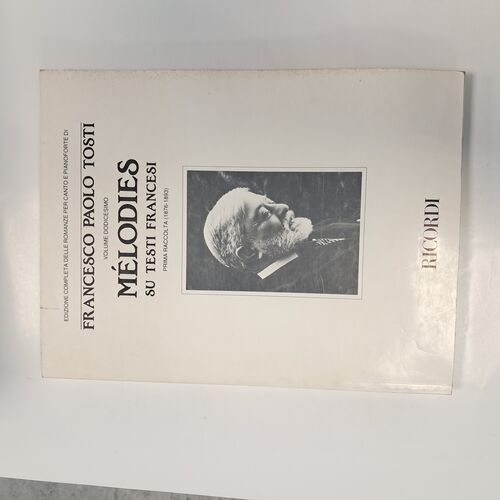 EDIZIONE COMPLETA DELLE ROMANZE PER CANTO E PIANOFORTE DI
FRANCESCO PAOLO TOSTI
VOLUME DODICESIMO
MÉLODIES
SU TESTI FRANCESI
PRIMA RACCOLTA (1876-1893)
RICORDI